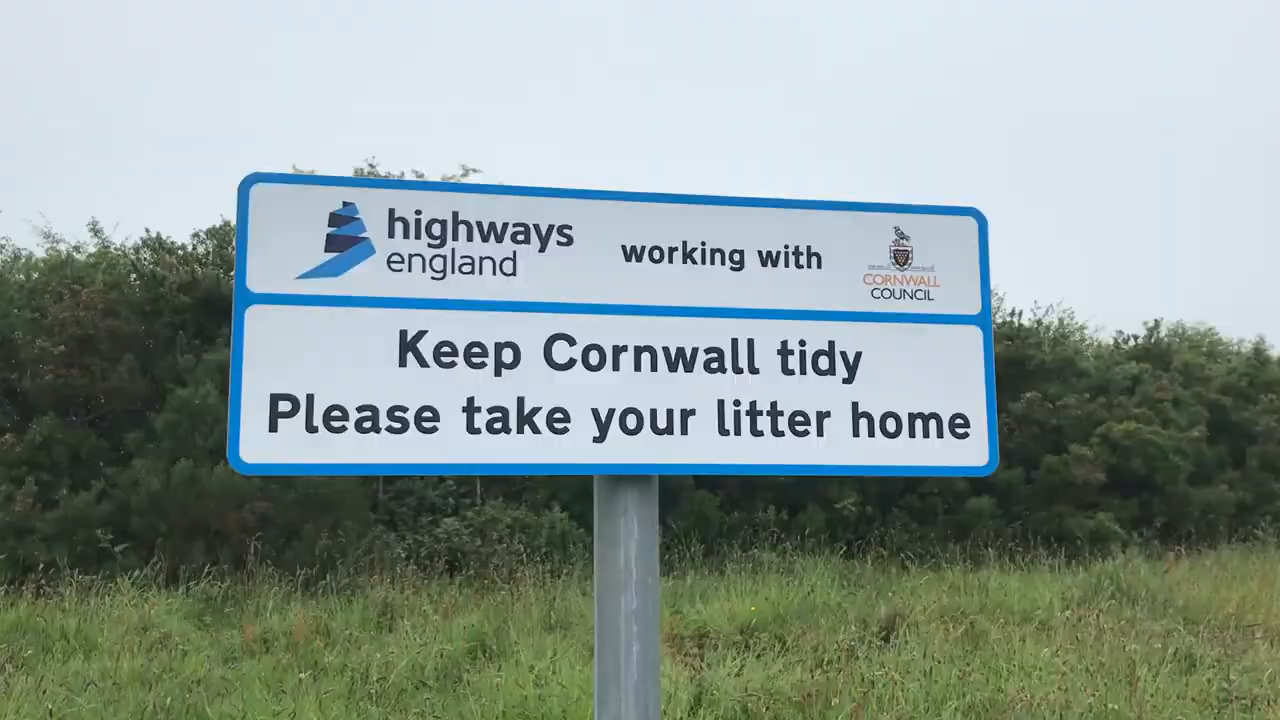 highways
england
working with
CORNWALL
COUNCIL
Keep Cornwall tidy
Please take your litter home